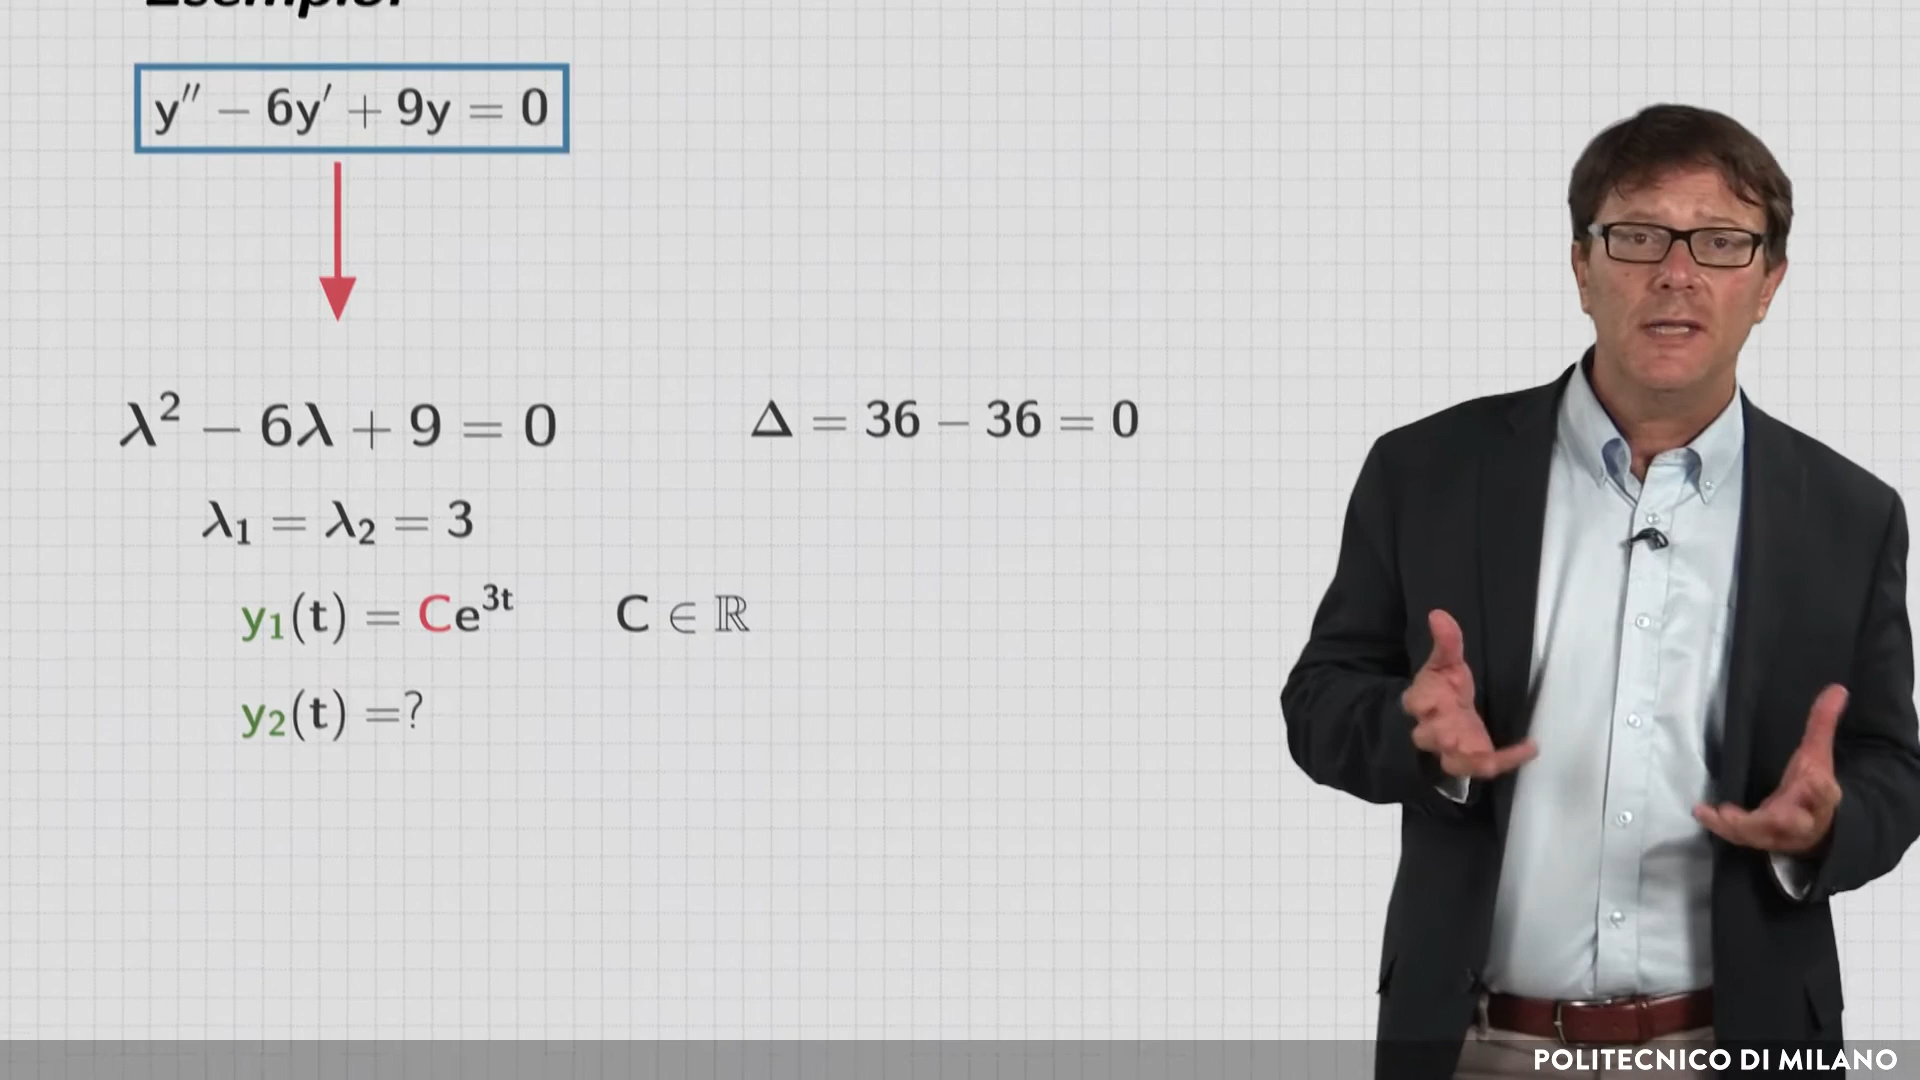 Esempio:
y″ − 6y′ + 9y = 0
λ² − 6λ + 9 = 0
Δ = 36 − 36 = 0
λ₁ = λ₂ = 3
y₁(t) = Ce³ᵗ C ∈ ℝ
y₂(t) =?
POLITECNICO DI MILANO